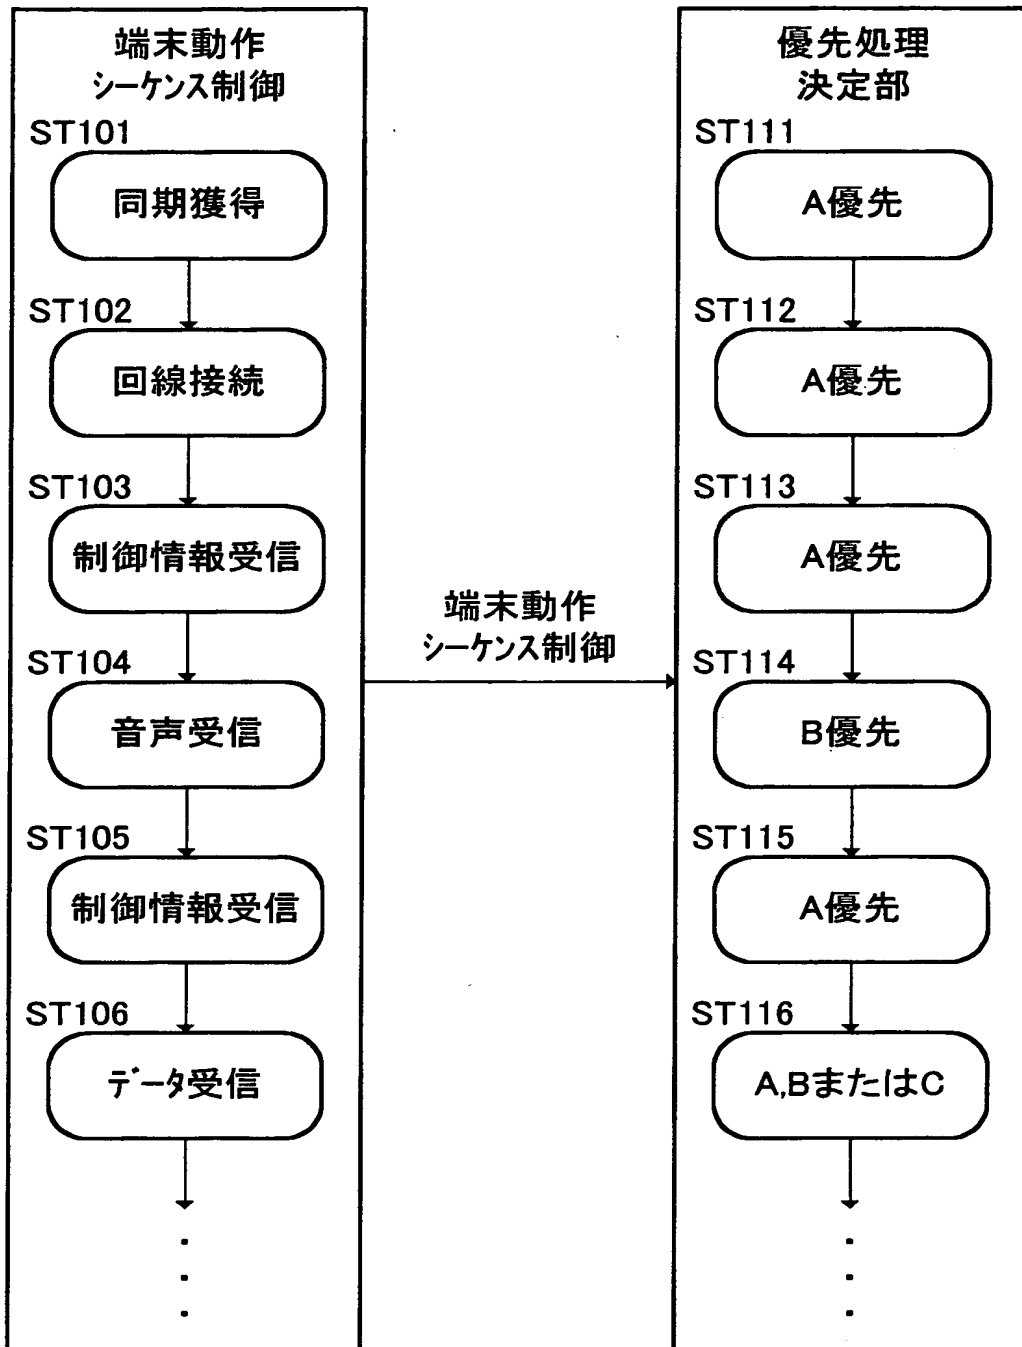 端末動作
シーケンス制御
ST101
同期獲得
ST102
回線接続
ST103
制御情報受信
ST104
音声受信
ST105
制御情報受信
ST106
データ受信
端末動作
シーケンス制御
優先処理
決定部
ST111
A優先
ST112
A優先
ST113
A優先
ST114
B優先
ST115
A優先
ST116
A,BまたはC